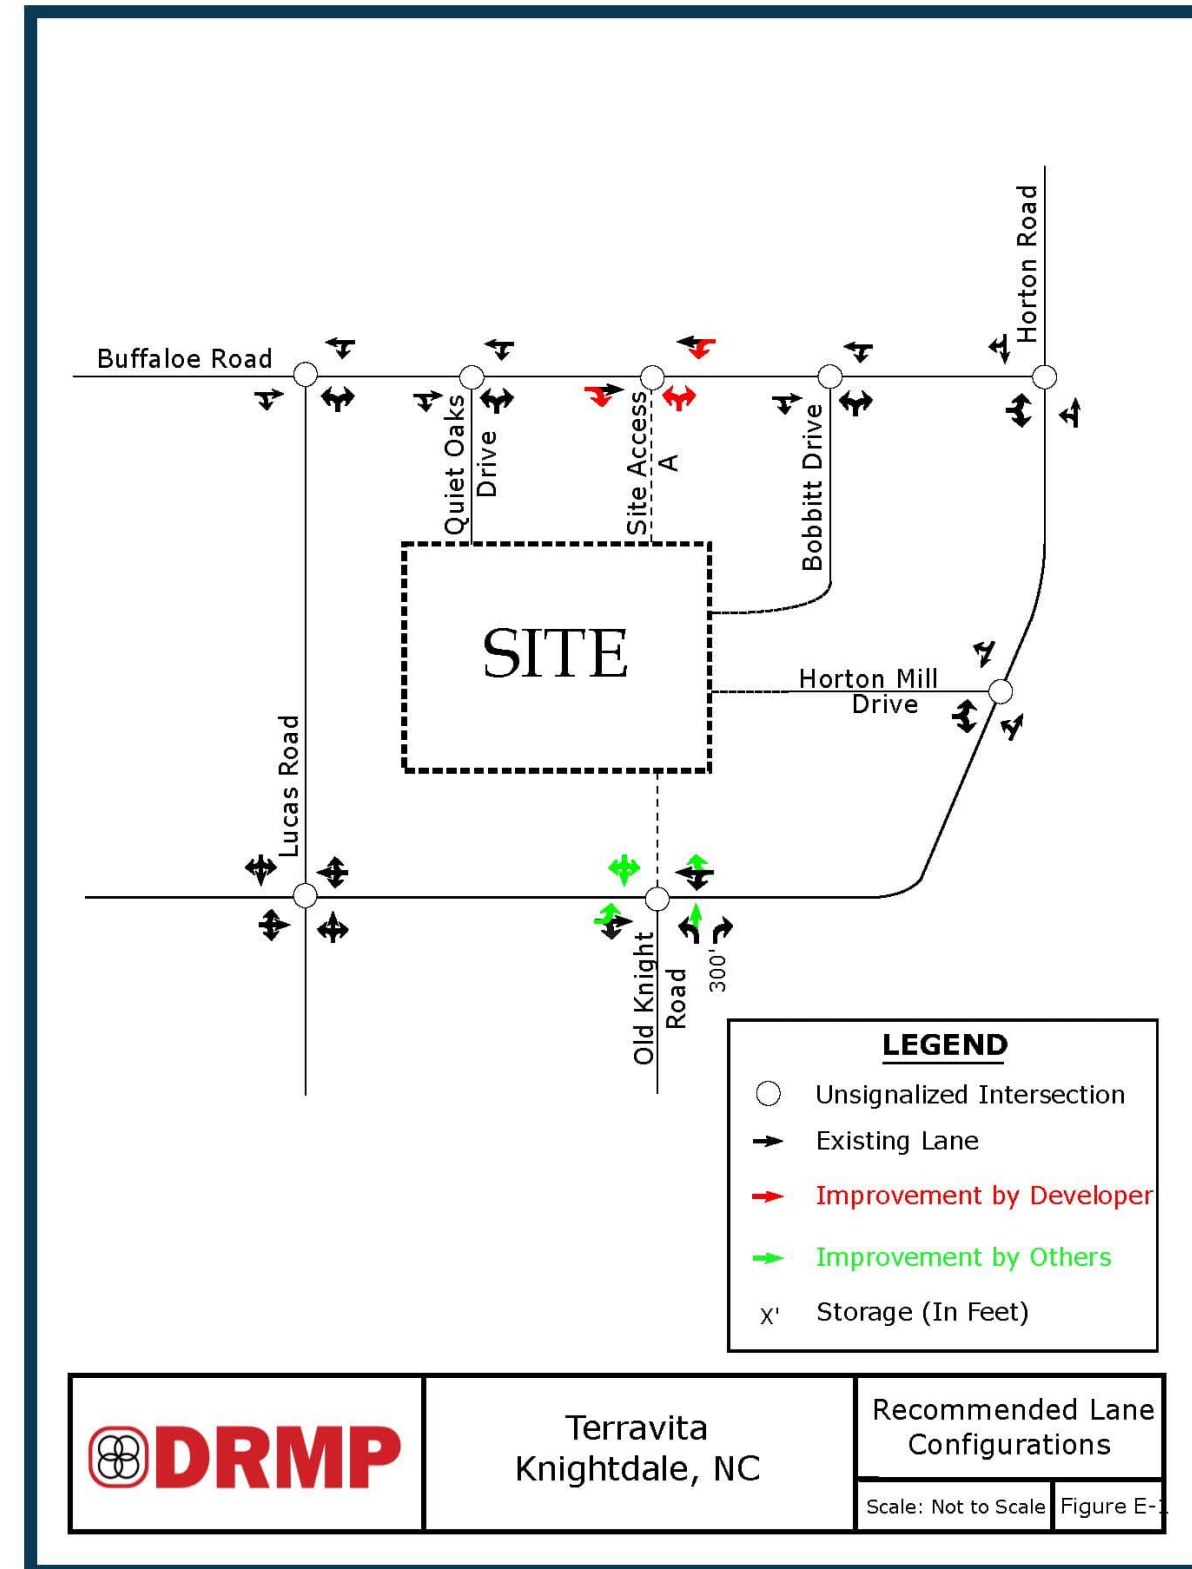 Horton Road
Buffaloe Road
Quiet Oaks
Drive
Site Access
A
Bobbitt Drive
SITE
Horton Mill
Drive
Lucas Road
Old Knight
Road
300'
LEGEND
Unsignalized Intersection
Existing Lane
Improvement by Developer
Improvement by Others
X' Storage (In Feet)
DRMP
Terravita
Knightdale, NC
Recommended Lane
Configurations
Scale: Not to Scale
Figure E-1